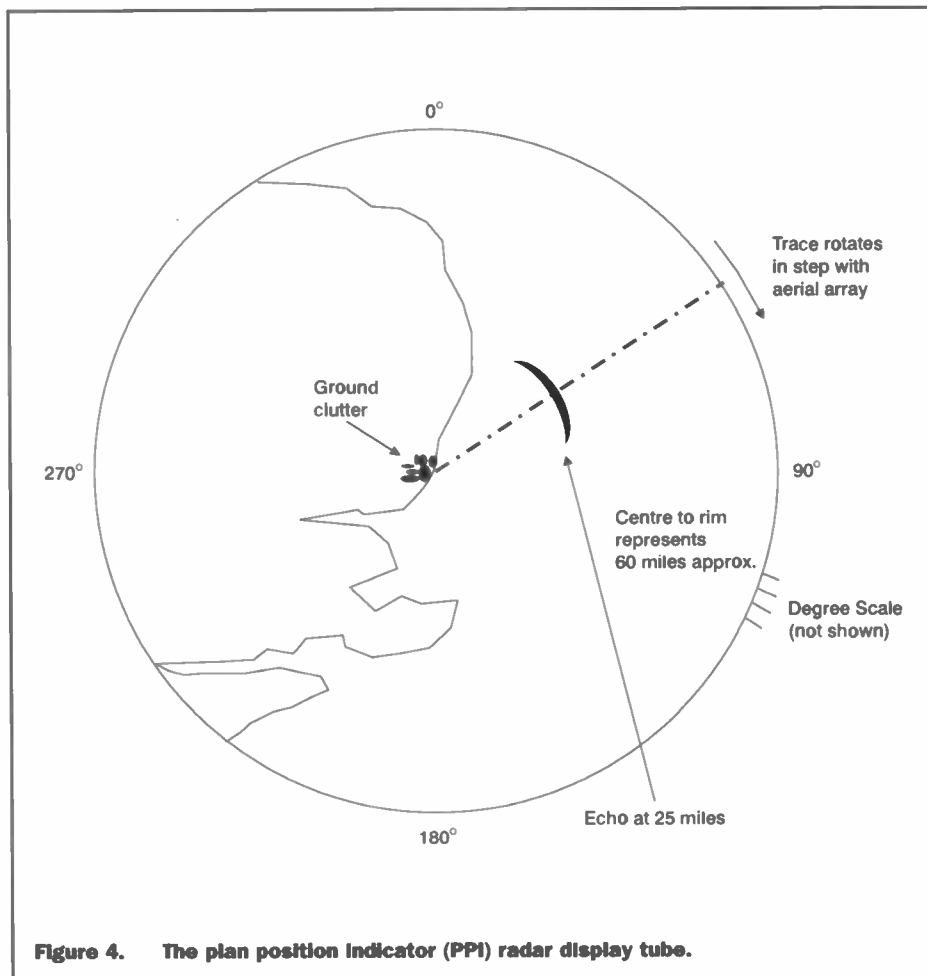 0°
Trace rotates
in step with
aerial array
Ground
clutter
270°
90°
Centre to rim
represents
60 miles approx.
Degree Scale
(not shown)
Echo at 25 miles
180°
Figure 4. The plan position indicator (PPI) radar display tube.